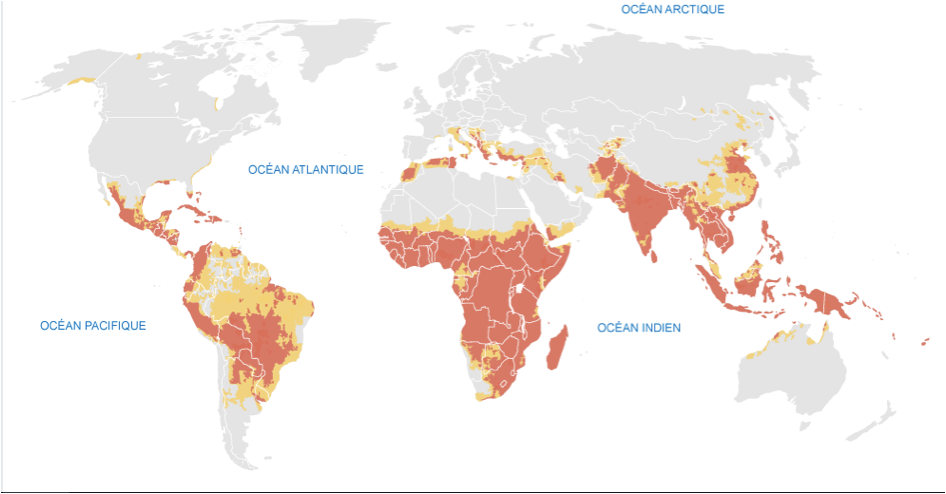 OCÉAN ARCTIQUE
OCÉAN ATLANTIQUE
OCÉAN PACIFIQUE
OCÉAN INDIEN